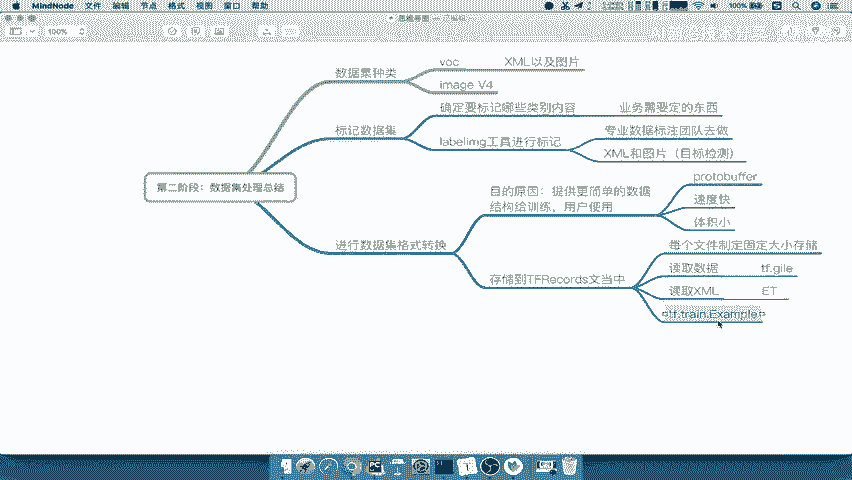 MindNode 文件 编辑 节点 格式 视图 窗口 帮助
100%
100%
数据集种类
voc
XML以及图片
image V4
标记数据集
确定要标记哪些类别内容
业务需要定的东西
labelimg工具进行标记
专业数据标注团队去做
XML和图片（目标检测）
第二阶段：数据集处理总结
进行数据集格式转换
目的原因：提供更简单的数据
结构给训练，用户使用
protobuffer
速度快
体积小
存储到TFRecords文当中
每个文件制定固定大小存储
读取数据
tf.gile
读取XML
ET
tf.train.Example